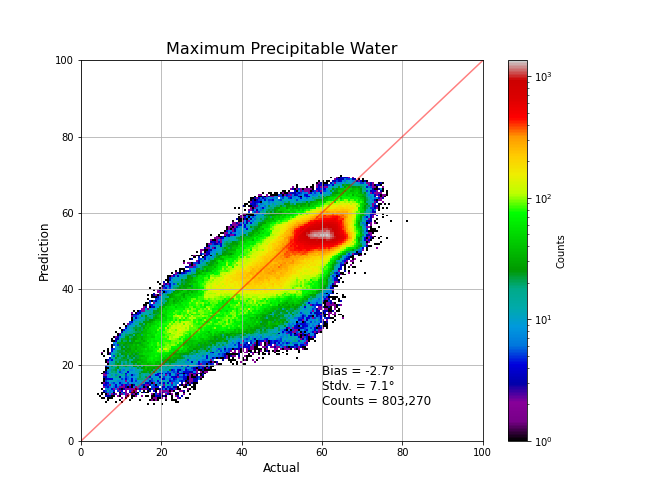 Maximum Precipitable Water
100
80
60
40
20
0
Prediction
0 20 40 60 80 100
Actual
Bias = -2.7°
Stdv. = 7.1°
Counts = 803,270
10³
10²
10¹
10⁰
Counts